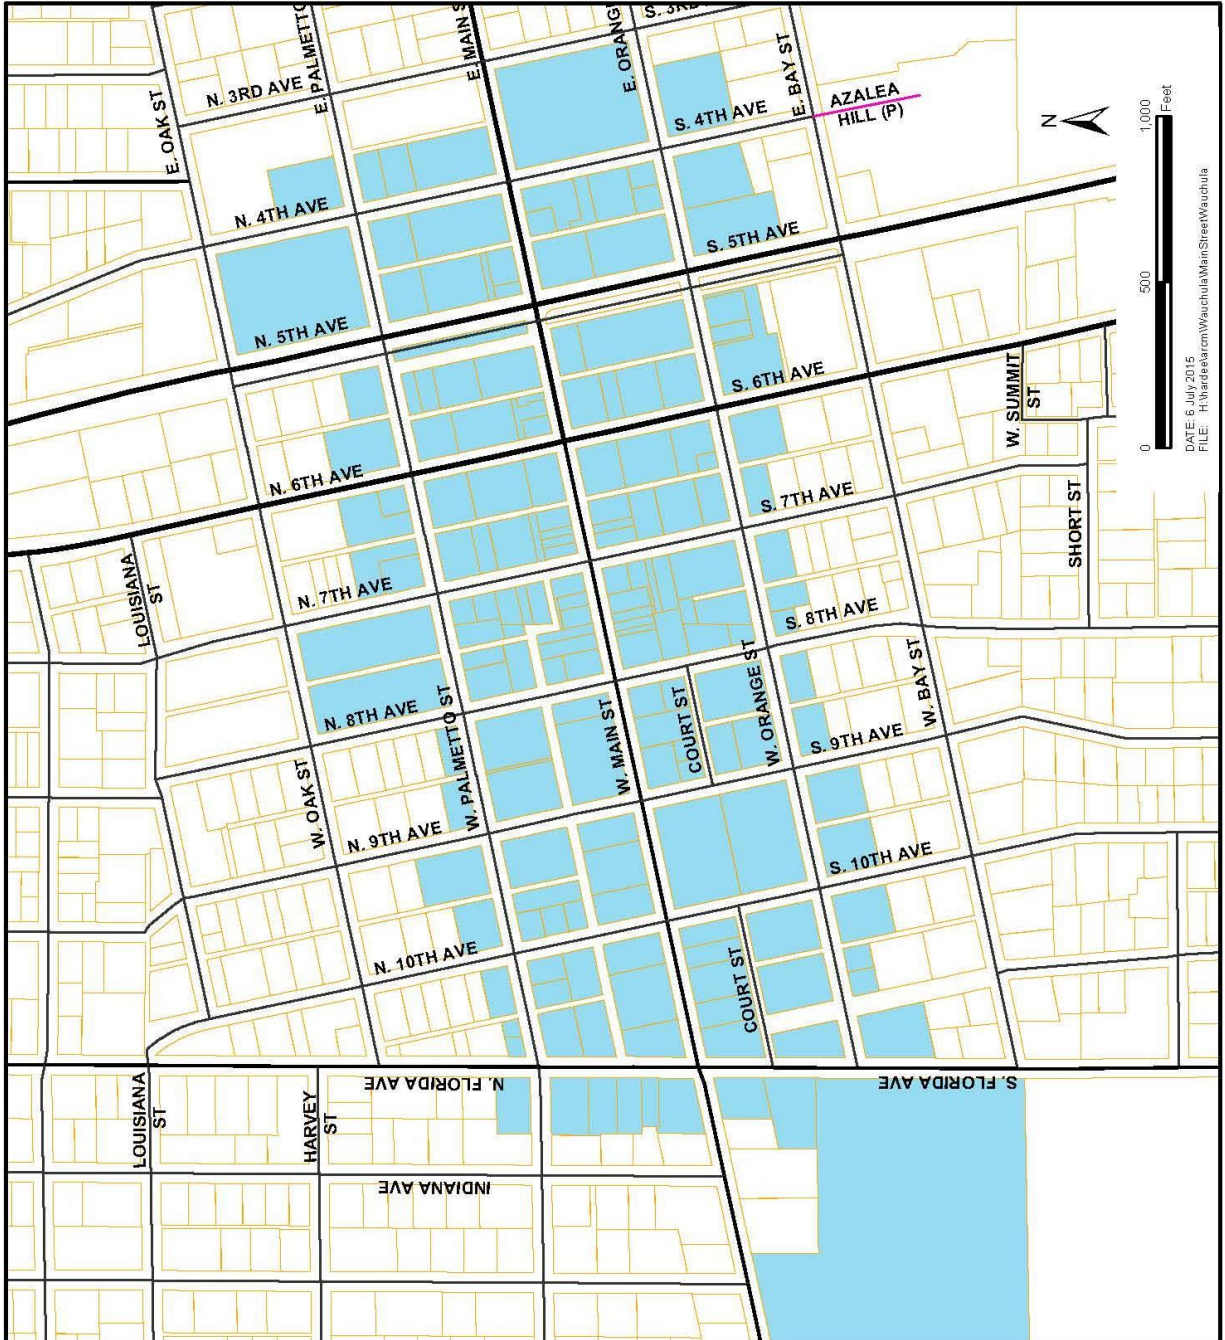 S. 3RD
E. ORANG
E. MAIN S
E. PALMETTO
N. 3RD AVE
E. OAK ST
E. BAY ST
S. 4TH AVE
AZALEA
HILL (P)
N. 4TH AVE
S. 5TH AVE
N. 5TH AVE
S. 6TH AVE
N. 6TH AVE
W. SUMMIT
ST
S. 7TH AVE
SHORT ST
LOUISIANA
ST
N. 7TH AVE
S. 8TH AVE
N. 8TH AVE
W. PALMETTO ST
W. MAIN ST
COURT ST
W. ORANGE ST
W. BAY ST
S. 9TH AVE
W. OAK ST
N. 9TH AVE
S. 10TH AVE
N. 10TH AVE
COURT ST
LOUISIANA
ST
HARVEY
ST
N. FLORIDA AVE
S. FLORIDA AVE
INDIANA AVE
N
0 500 1,000
Feet
DATE: 6 July 2015
FILE: H:\hardee\arcm\Wauchula\MainStreetWauchula